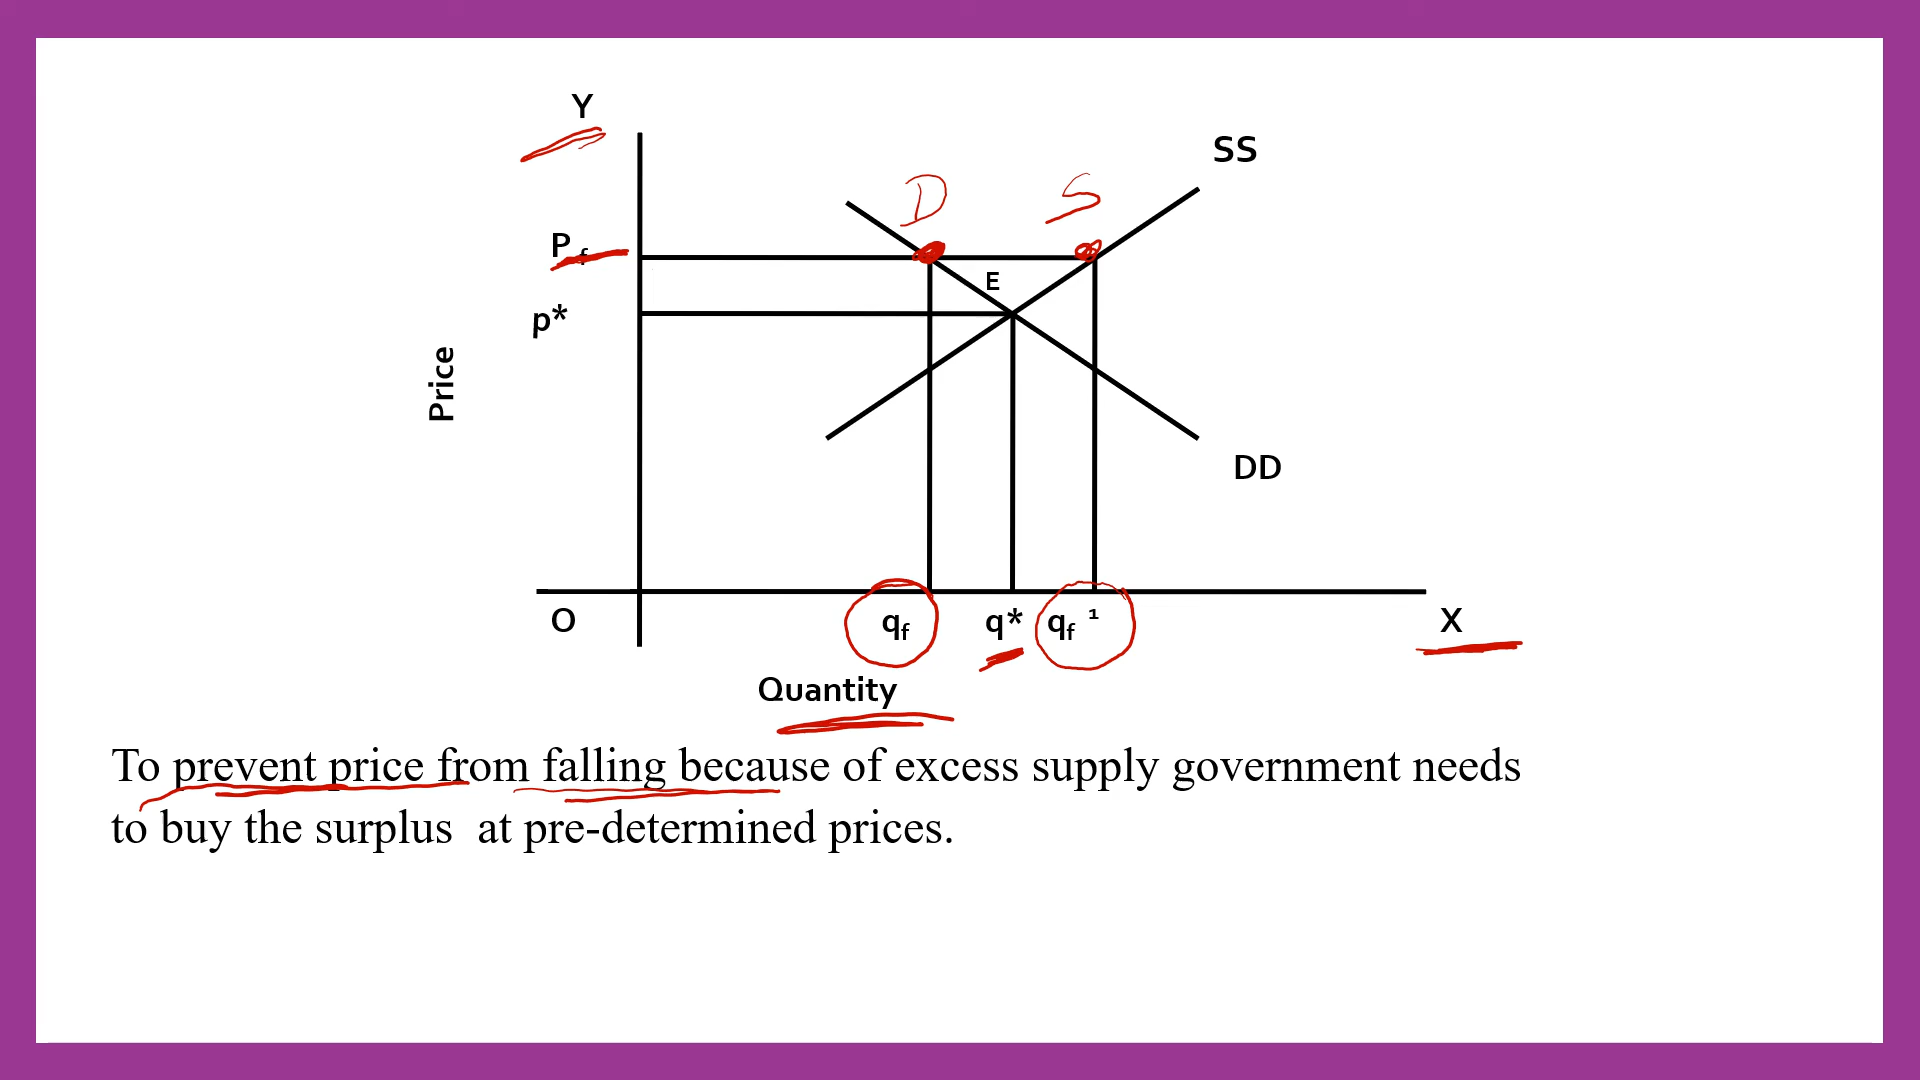 Y
SS
D S
P f
E
p*
Price
DD
O qf q* qf 1 X
Quantity
To prevent price from falling because of excess supply government needs
to buy the surplus at pre-determined prices.